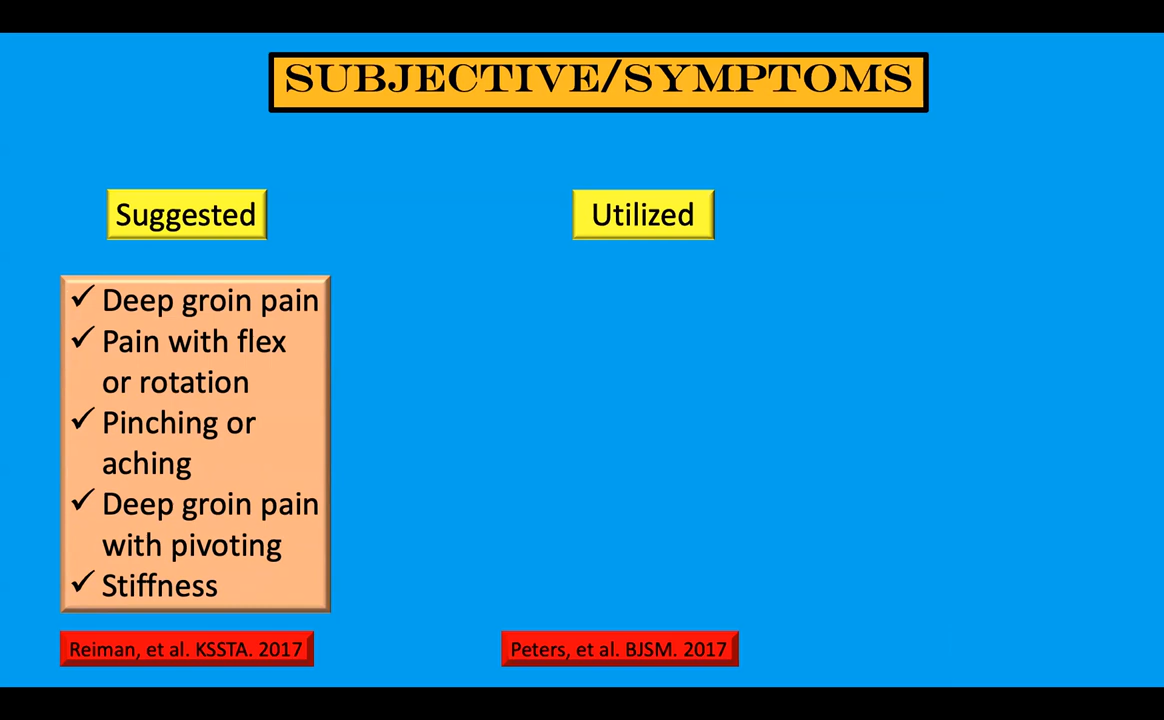 SUBJECTIVE/SYMPTOMS
Suggested
Utilized
✓ Deep groin pain
✓ Pain with flex
or rotation
✓ Pinching or
aching
✓ Deep groin pain
with pivoting
✓ Stiffness
Reiman, et al. KSSTA. 2017
Peters, et al. BJSM. 2017